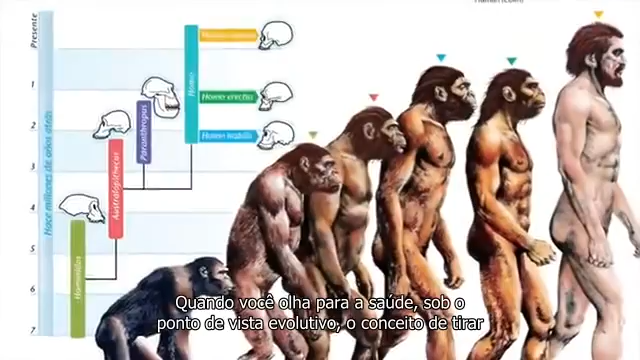 Presente
1
2
3
4
5
6
7
Hace millones de años atrás
Homínidos
Australopithecus
Paranthropus
Homo
Homo erectus
Homo habilis
Quando você olha para a saúde, sob o
ponto de vista evolutivo, o conceito de tirar